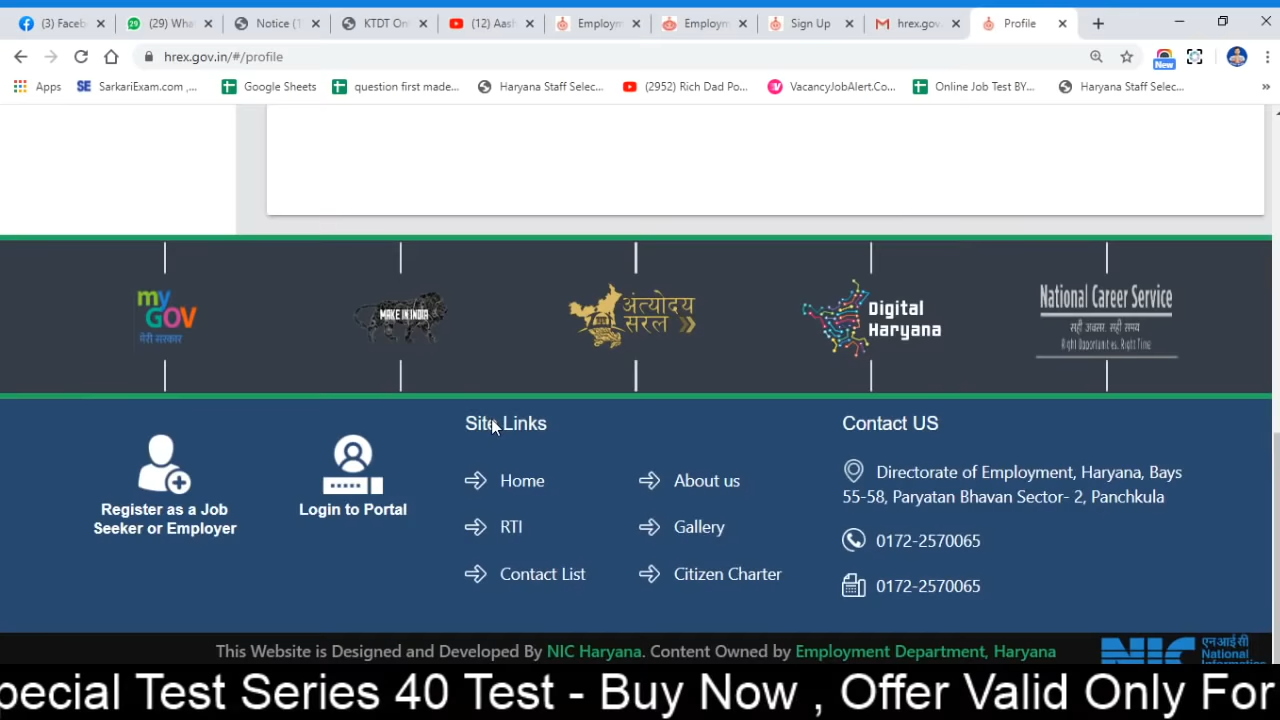 (3) Faceb
(29) Wha
Notice (1
KTDT On
(12) Aash
Employm
Employm
Sign Up
hrex.gov.
Profile
hrex.gov.in/#/profile
New
Apps
SarkariExam.com ,...
Google Sheets
question first made...
Haryana Staff Selec...
(2952) Rich Dad Po...
VacancyJobAlert.Co...
Online Job Test BY...
Haryana Staff Selec...
my
GOV
मेरी सरकार
MAKE IN INDIA
अंत्योदय
सरल
Digital
Haryana
National Career Service
सही अवसर. सही समय
Right Opportunities. Right Time
Register as a Job
Seeker or Employer
Login to Portal
Site Links
Home
About us
RTI
Gallery
Contact List
Citizen Charter
Contact US
Directorate of Employment, Haryana, Bays
55-58, Paryatan Bhavan Sector- 2, Panchkula
0172-2570065
0172-2570065
This Website is Designed and Developed By NIC Haryana. Content Owned by Employment Department, Haryana
NIC
एनआईसी
National
Informatics
pecial Test Series 40 Test - Buy Now , Offer Valid Only For